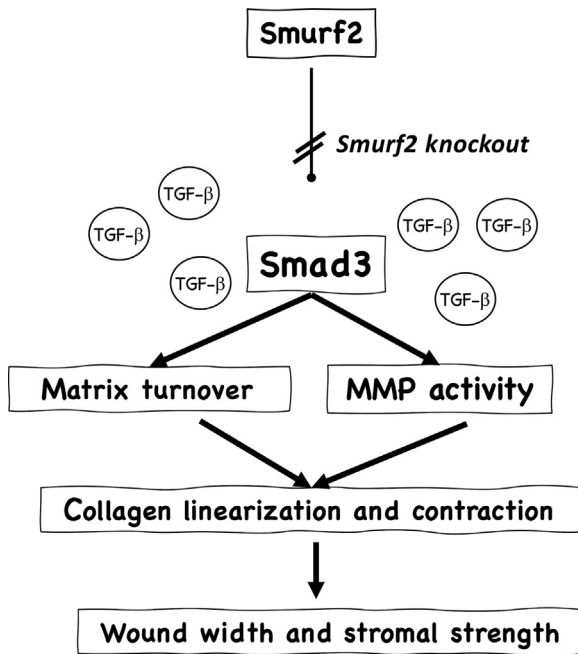 Smurf2
Smurf2 knockout
TGF-β
TGF-β
TGF-β
TGF-β
TGF-β
TGF-β
Smad3
Matrix turnover
MMP activity
Collagen linearization and contraction
Wound width and stromal strength